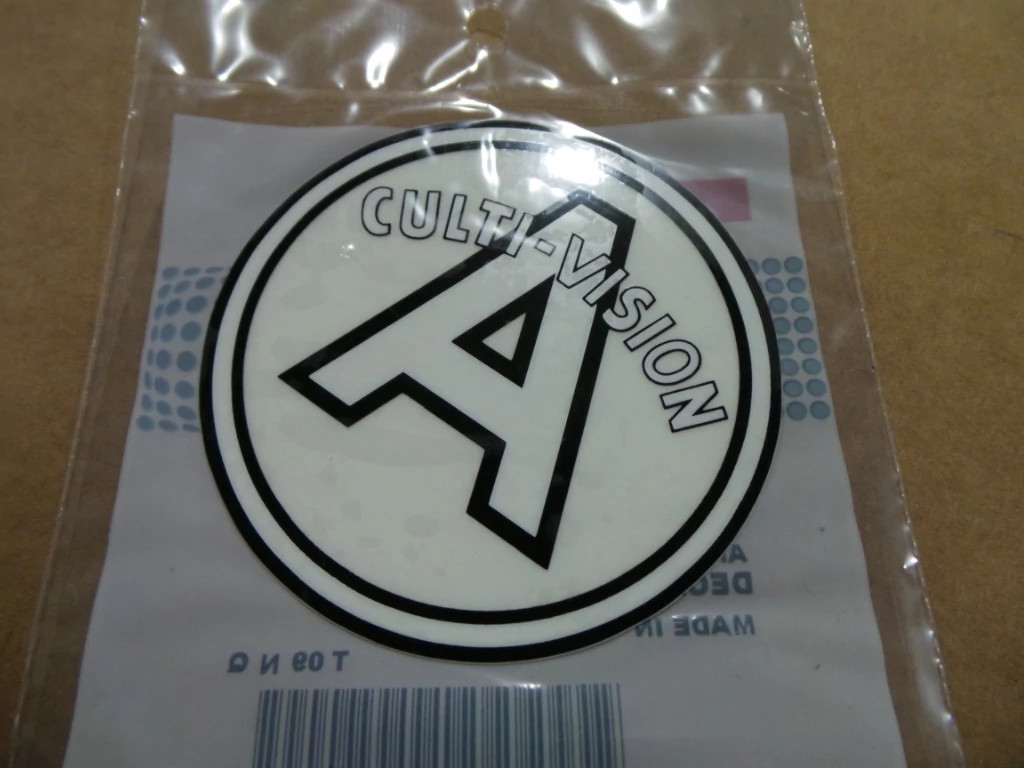 CULTI-VISION
A
MADE IN
T 09 N Q